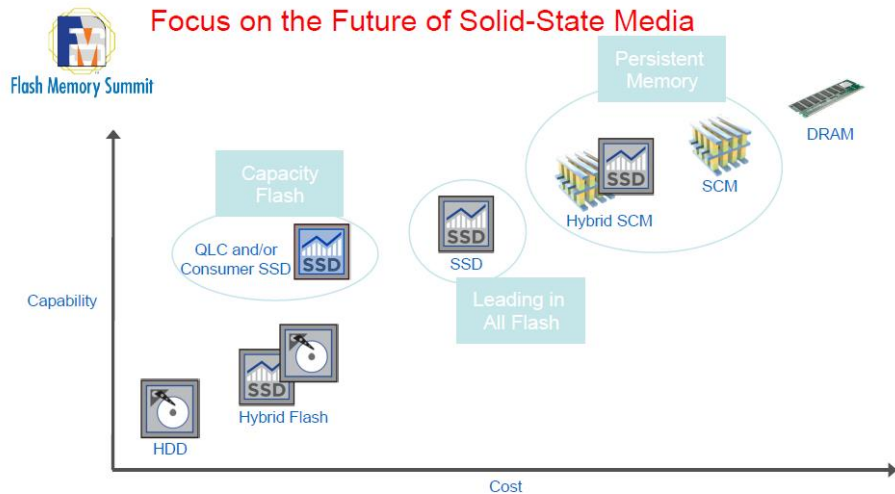 Focus on the Future of Solid-State Media
FM
Flash Memory Summit
Persistent
Memory
DRAM
Capacity
Flash
SSD
SCM
Hybrid SCM
QLC and/or
Consumer SSD
SSD
SSD
SSD
Leading in
All Flash
Capability
SSD
Hybrid Flash
HDD
Cost